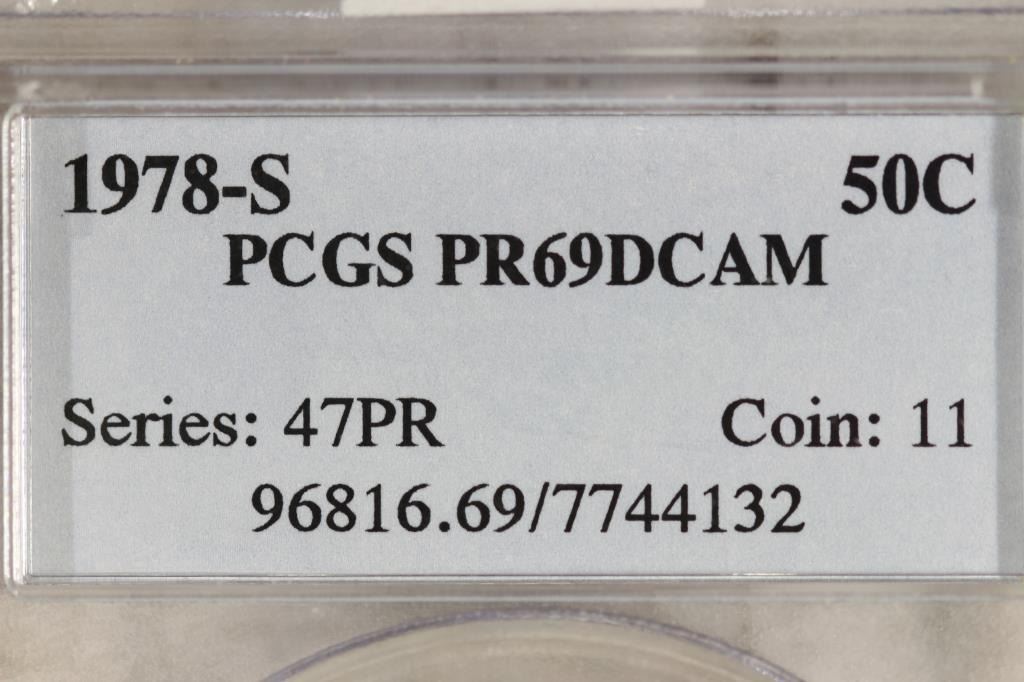 1978-S 50C
PCGS PR69DCAM
Series: 47PR Coin: 11
96816.69/7744132